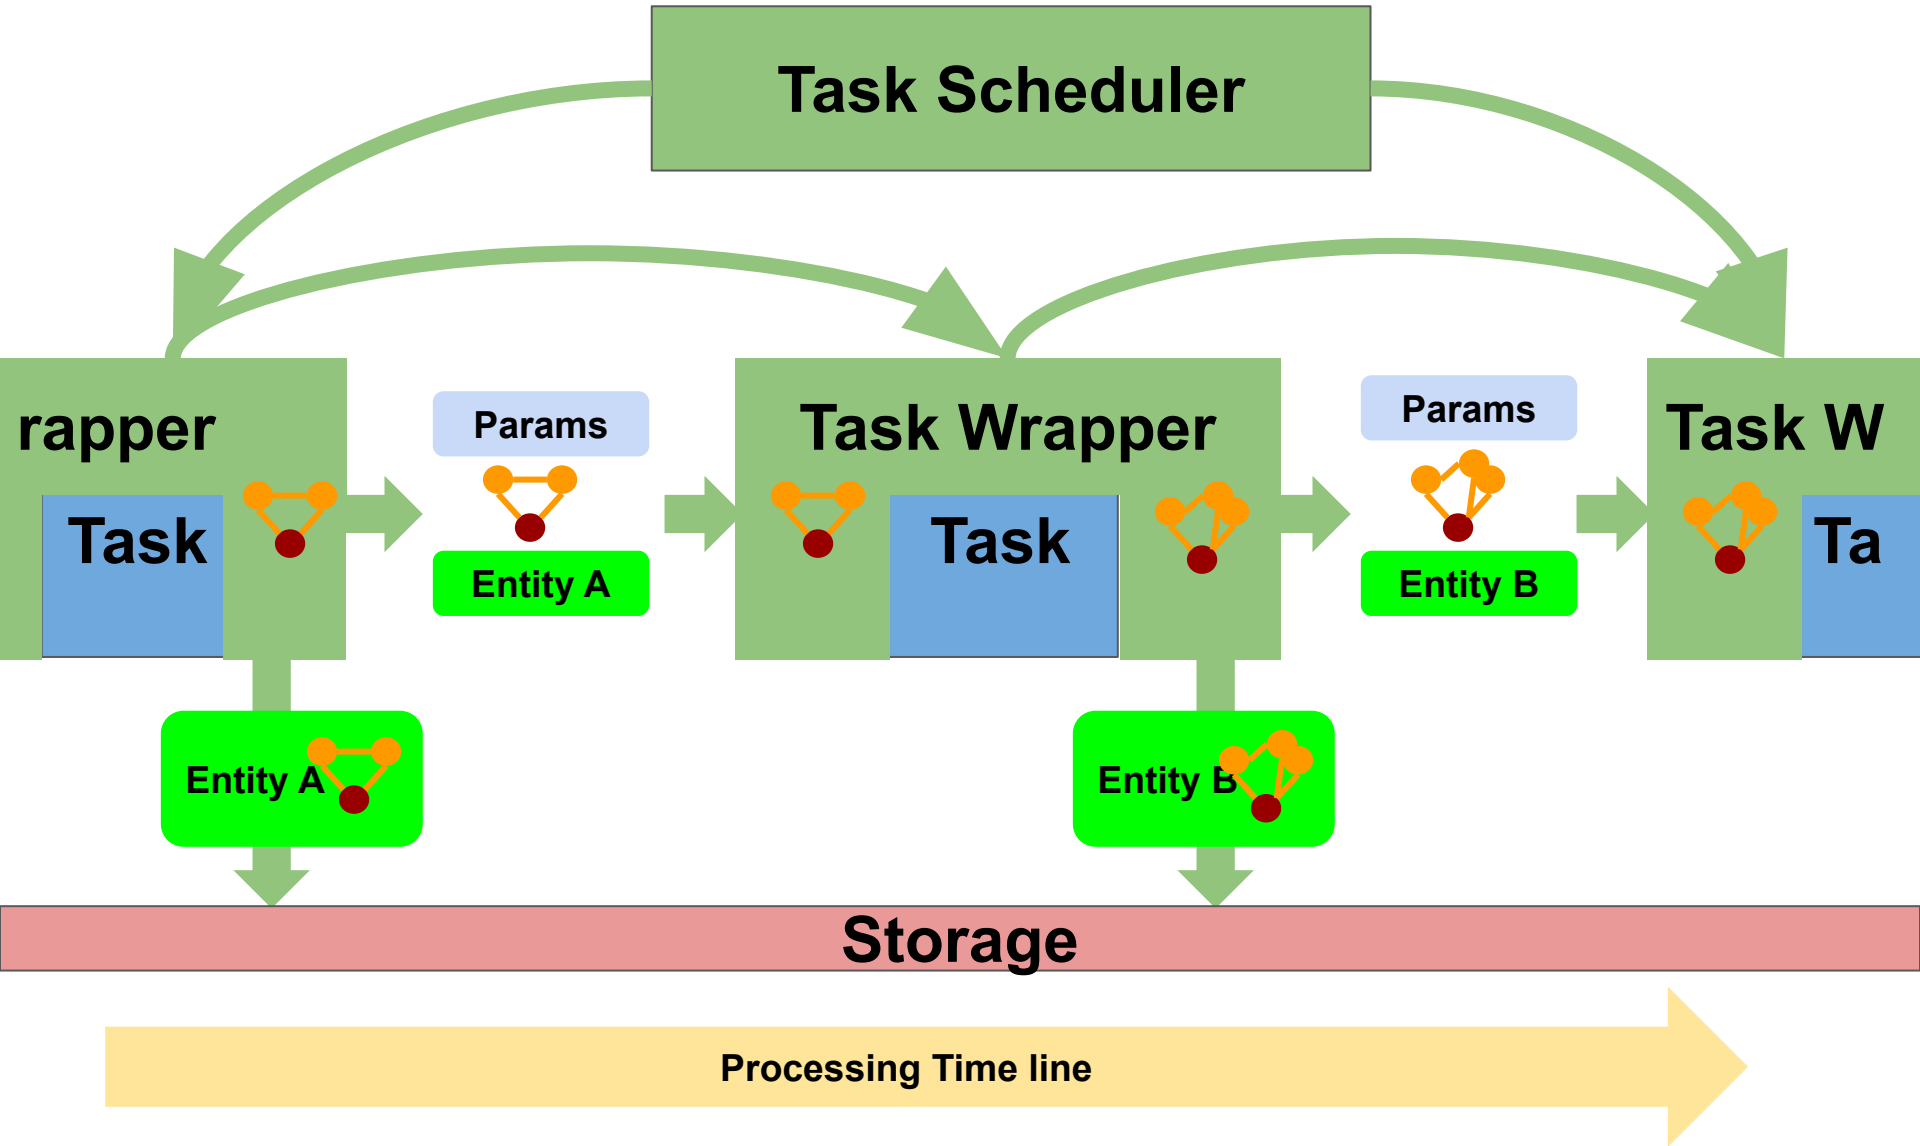 Task Scheduler
rapper
Task
Params
Entity A
Task Wrapper
Task
Params
Entity B
Task W
Ta
Entity A
Entity B
Storage
Processing Time line